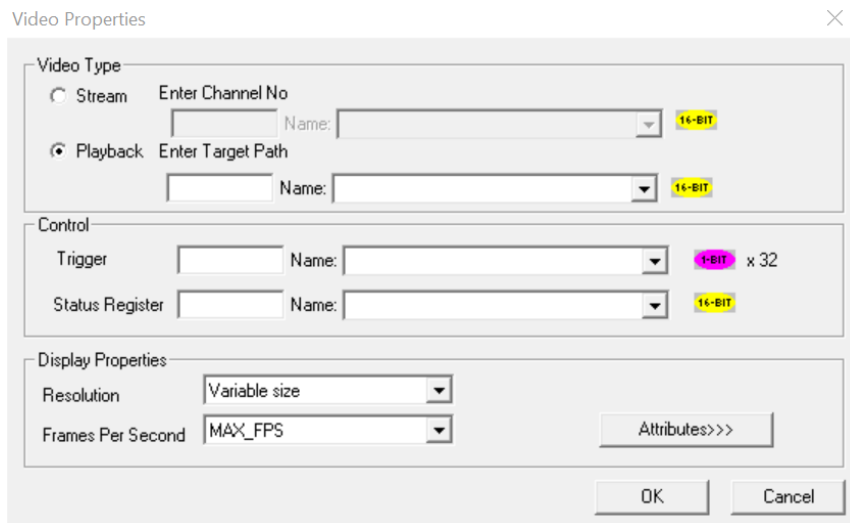 Video Properties
Video Type
Stream Enter Channel No
Name: 16-BIT
Playback Enter Target Path
Name: 16-BIT
Control
Trigger Name: 1-BIT x 32
Status Register Name: 16-BIT
Display Properties
Resolution Variable size
Frames Per Second MAX_FPS Attributes>>>
OK Cancel